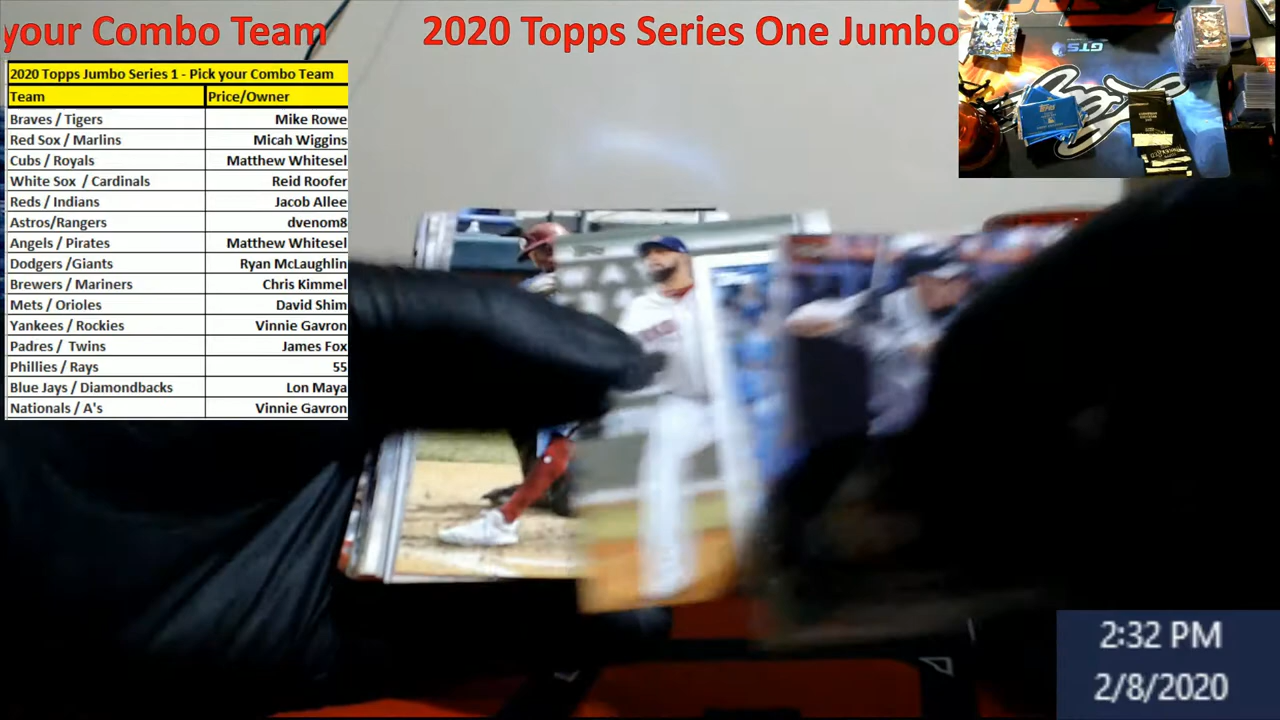 your Combo Team 2020 Topps Series One Jumbo
2020 Topps Jumbo Series 1 - Pick your Combo Team
Team Price/Owner
Braves / Tigers Mike Rowe
Red Sox / Marlins Micah Wiggins
Cubs / Royals Matthew Whitesel
White Sox / Cardinals Reid Roofer
Reds / Indians Jacob Allee
Astros/Rangers dvenom8
Angels / Pirates Matthew Whitesel
Dodgers /Giants Ryan McLaughlin
Brewers / Mariners Chris Kimmel
Mets / Orioles David Shim
Yankees / Rockies Vinnie Gavron
Padres / Twins James Fox
Phillies / Rays 55
Blue Jays / Diamondbacks Lon Maya
Nationals / A's Vinnie Gavron
GTS
2:32 PM
2/8/2020